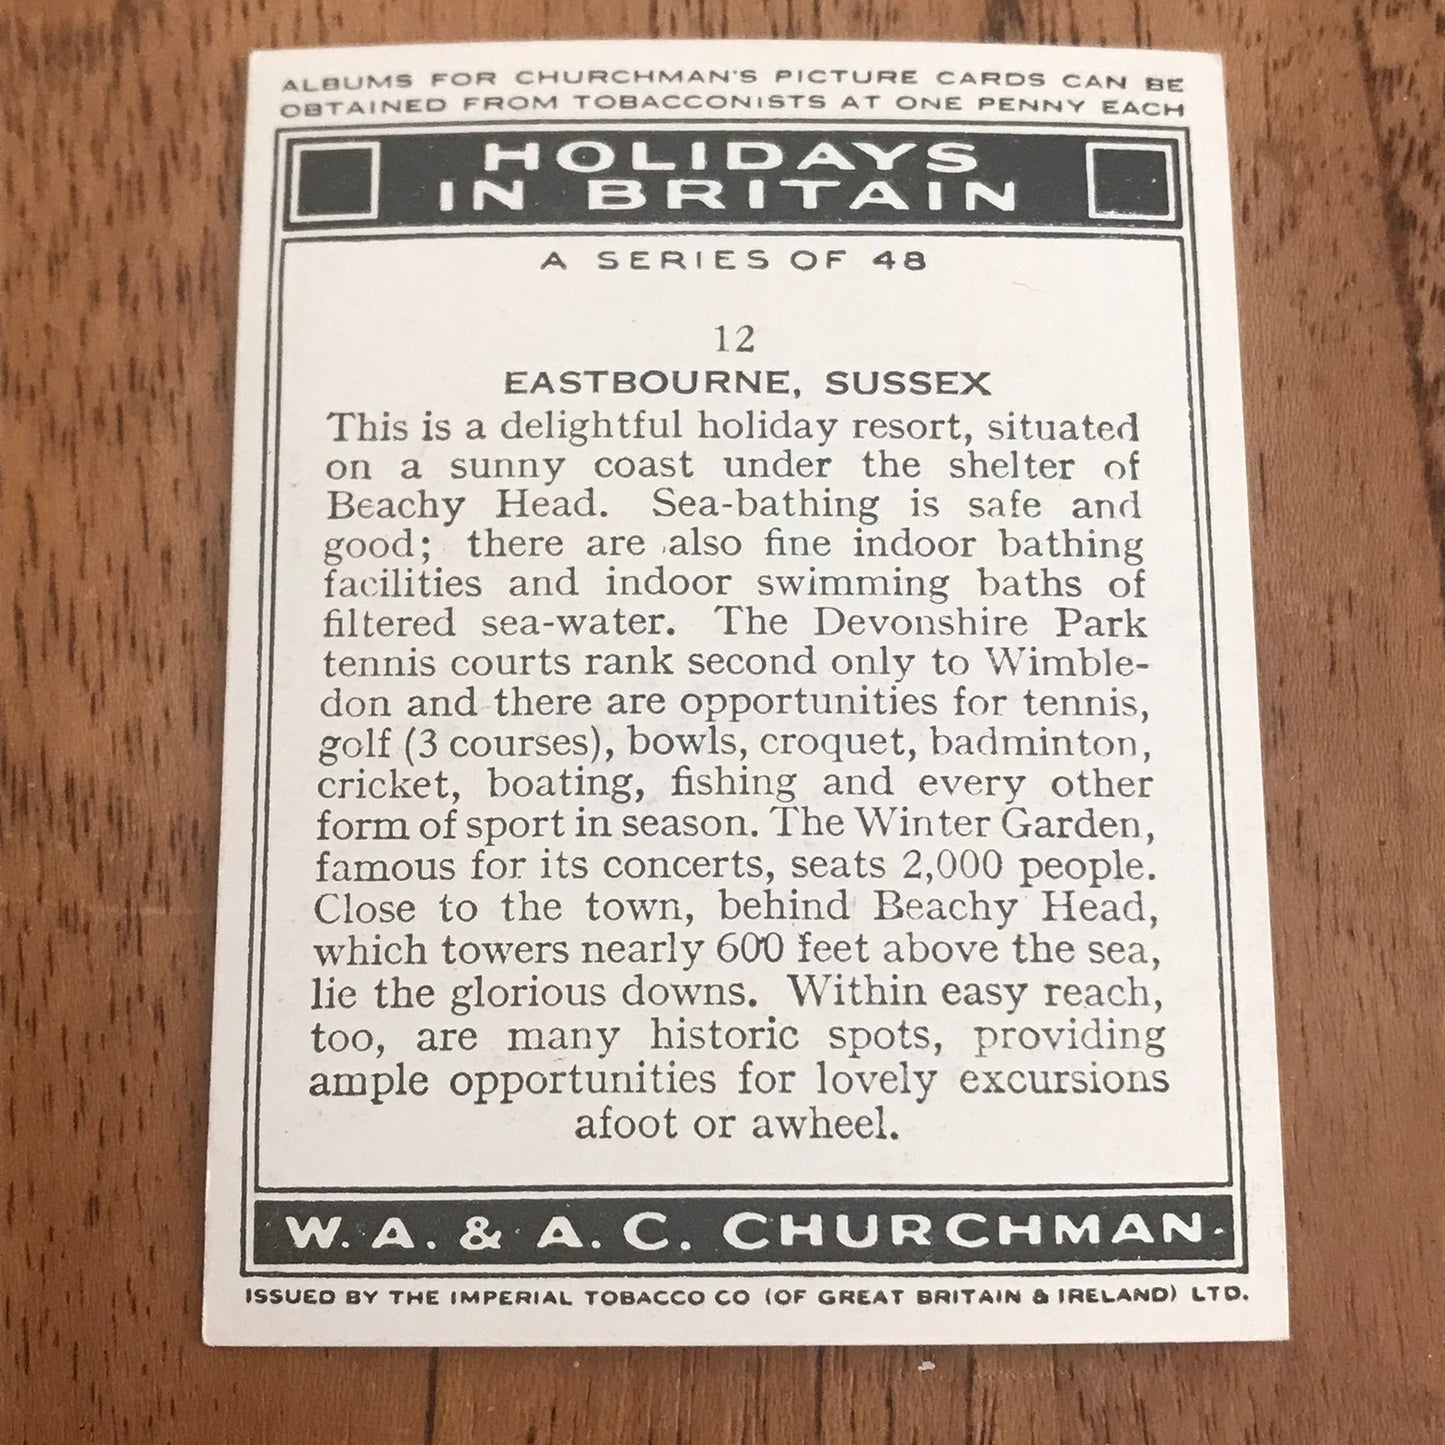 ALBUMS FOR CHURCHMAN'S PICTURE CARDS CAN BE
OBTAINED FROM TOBACCONISTS AT ONE PENNY EACH
HOLIDAYS
IN BRITAIN
A SERIES OF 48
12
EASTBOURNE, SUSSEX
This is a delightful holiday resort, situated
on a sunny coast under the shelter of
Beachy Head. Sea-bathing is safe and
good; there are also fine indoor bathing
facilities and indoor swimming baths of
filtered sea-water. The Devonshire Park
tennis courts rank second only to Wimble-
don and there are opportunities for tennis,
golf (3 courses), bowls, croquet, badminton,
cricket, boating, fishing and every other
form of sport in season. The Winter Garden,
famous for its concerts, seats 2,000 people.
Close to the town, behind Beachy Head,
which towers nearly 600 feet above the sea,
lie the glorious downs. Within easy reach,
too, are many historic spots, providing
ample opportunities for lovely excursions
afoot or awheel.
W. A. & A. C. CHURCHMAN
ISSUED BY THE IMPERIAL TOBACCO CO (OF GREAT BRITAIN & IRELAND) LTD.